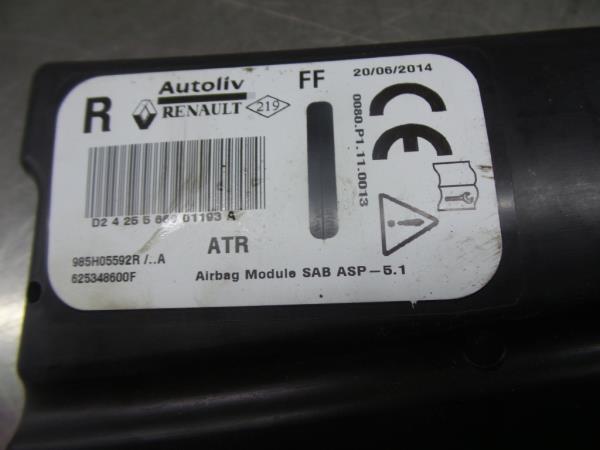 Autoliv
R RENAULT 219
FF
20/06/2014
0080.P1.11.0013
CE
D2 4 25 5 01193 A
ATR
985H05592R /..A
625348600F
Airbag Module SAB ASP-5.1